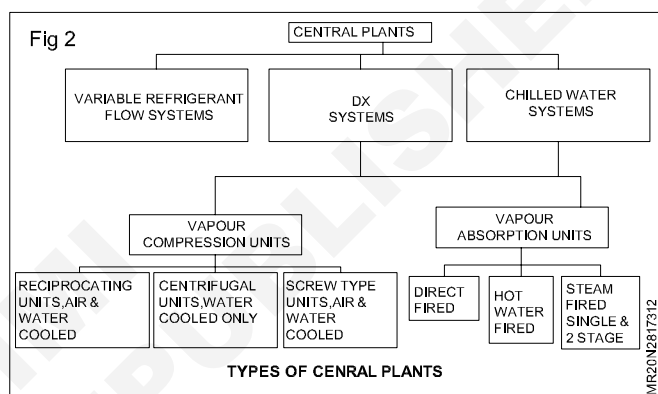 Fig 2
CENTRAL PLANTS
VARIABLE REFRIGERANT
FLOW SYSTEMS
DX
SYSTEMS
CHILLED WATER
SYSTEMS
VAPOUR
COMPRESSION UNITS
VAPOUR
ABSORPTION UNITS
RECIPROCATING
UNITS,AIR &
WATER
COOLED
CENTRIFUGAL
UNITS,WATER
COOLED ONLY
SCREW TYPE
UNITS,AIR &
WATER
COOLED
DIRECT
FIRED
HOT
WATER
FIRED
STEAM
FIRED
SINGLE &
2 STAGE
TYPES OF CENRAL PLANTS
MR20N2817312